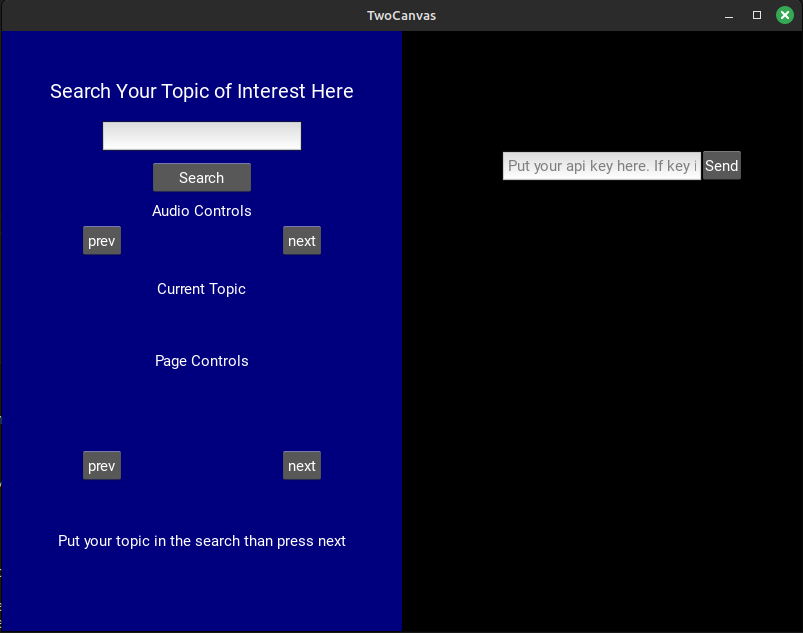 TwoCanvas
Search Your Topic of Interest Here
Search
Audio Controls
prev
next
Current Topic
Page Controls
prev
next
Put your topic in the search than press next
Put your api key here. If key i
Send